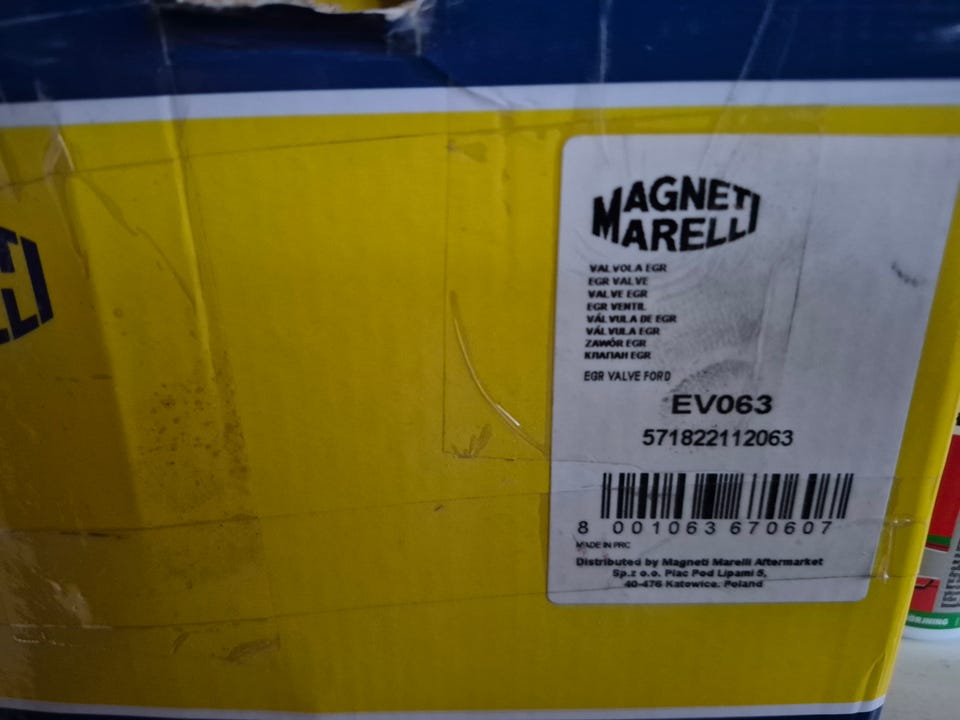 MAGNETI
MARELLI
VALVOLA EGR
EGR VALVE
VALVE EGR
EGR VENTIL
VÁLVULA DE EGR
VÁLVULA EGR
ZAWÓR EGR
КЛАПАН EGR
EGR VALVE FORD
EV063
571822112063
8 001063 670607
MADE IN PRC
Distributed by Magneti Marelli Aftermarket
Sp.z o.o. Plac Pod Lipami 5,
40-476 Katowice. Poland